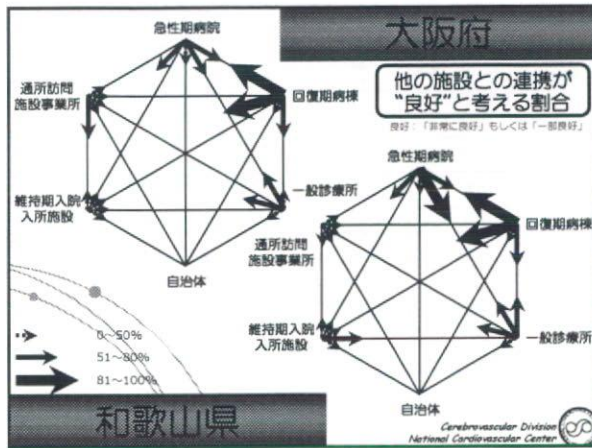 大阪府
他の施設との連携が
"良好"と考える割合
良好：「非常に良好」もしくは「一部良好」
急性期病院
通所訪問
施設事業所
回復期病棟
維持期入院
入所施設
一般診療所
自治体
急性期病院
通所訪問
施設事業所
回復期病棟
維持期入院
入所施設
一般診療所
自治体
0～50%
51～80%
81～100%
和歌山県
Cerebrovascular Division
National Cardiovascular Center